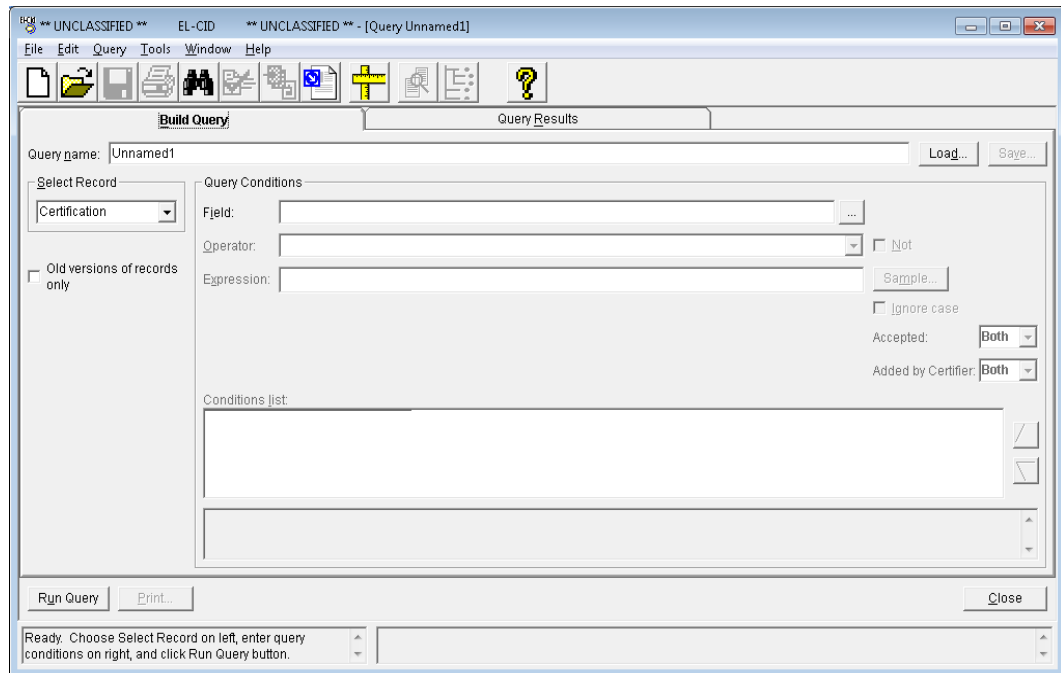 ** UNCLASSIFIED ** EL-CID ** UNCLASSIFIED ** - [Query Unnamed1]
File Edit Query Tools Window Help
Build Query Query Results
Query name: Unnamed1 Load... Save...
Select Record Query Conditions
Certification Field: ...
Operator: Not
Old versions of records
only
Expression: Sample...
Ignore case
Accepted: Both
Added by Certifier: Both
Conditions list:
Run Query Print... Close
Ready. Choose Select Record on left, enter query
conditions on right, and click Run Query button.